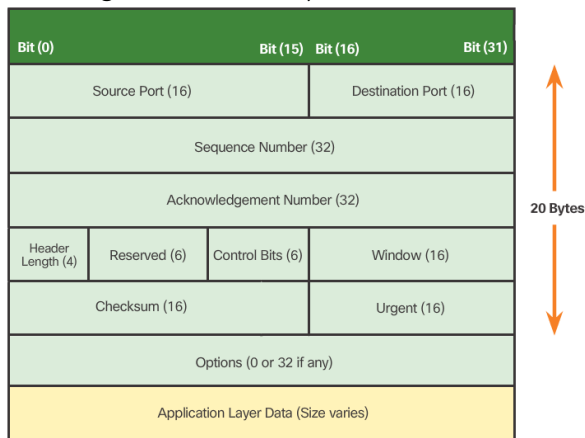 Bit (0) Bit (15) Bit (16) Bit (31)
Source Port (16) Destination Port (16)
Sequence Number (32)
Acknowledgement Number (32)
20 Bytes
Header
Length (4) Reserved (6) Control Bits (6) Window (16)
Checksum (16) Urgent (16)
Options (0 or 32 if any)
Application Layer Data (Size varies)